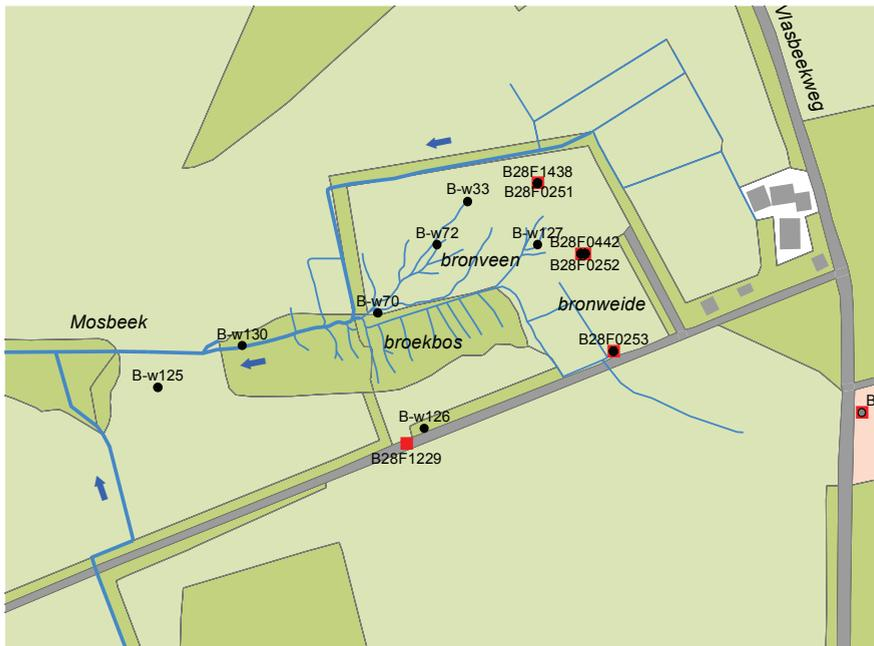 Vlasbeekweg
B28F1438
B28F0251
B-w33
B-w72
B-w127
B28F0442
B28F0252
bronveen
B-w70
bronweide
Mosbeek
B-w130
broekbos
B28F0253
B-w125
B
B-w126
B28F1229